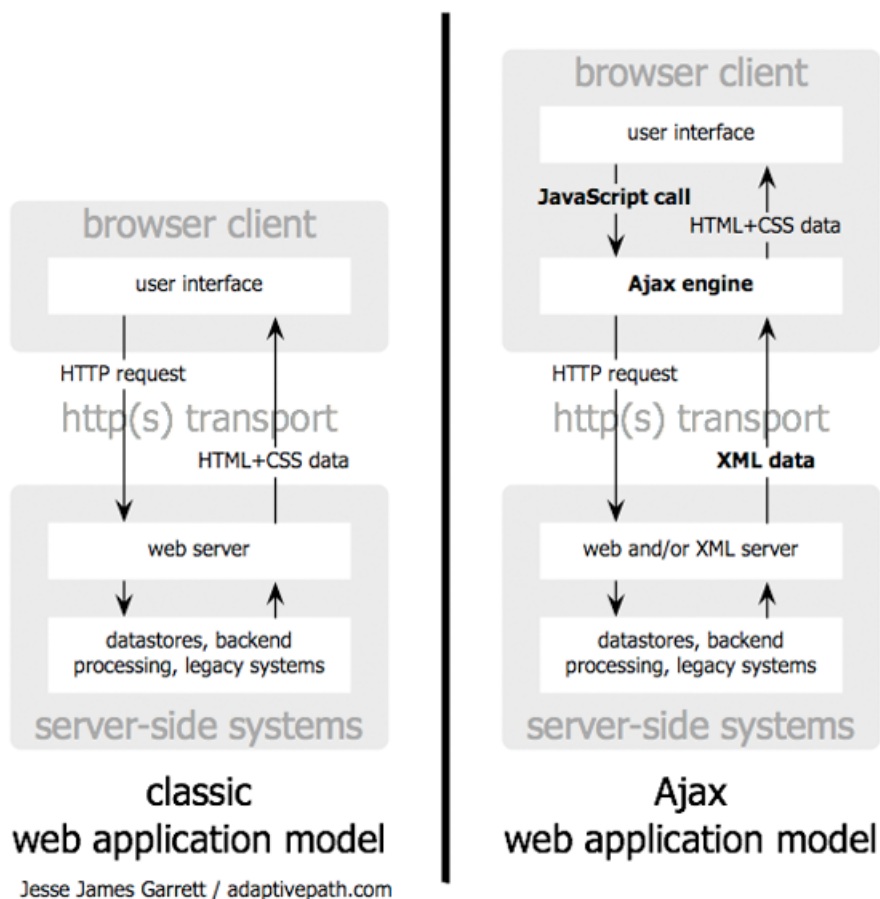 browser client
user interface
HTTP request
http(s) transport
HTML+CSS data
web server
datastores, backend
processing, legacy systems
server-side systems
classic
web application model
Jesse James Garrett / adaptivepath.com
browser client
user interface
JavaScript call
HTML+CSS data
Ajax engine
HTTP request
http(s) transport
XML data
web and/or XML server
datastores, backend
processing, legacy systems
server-side systems
Ajax
web application model